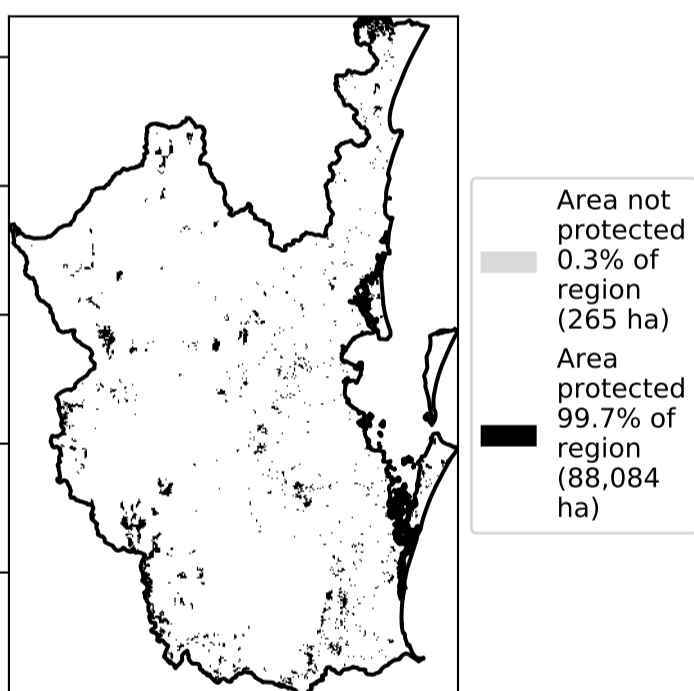 Area not
protected
0.3% of
region
(265 ha)
Area
protected
99.7% of
region
(88,084
ha)